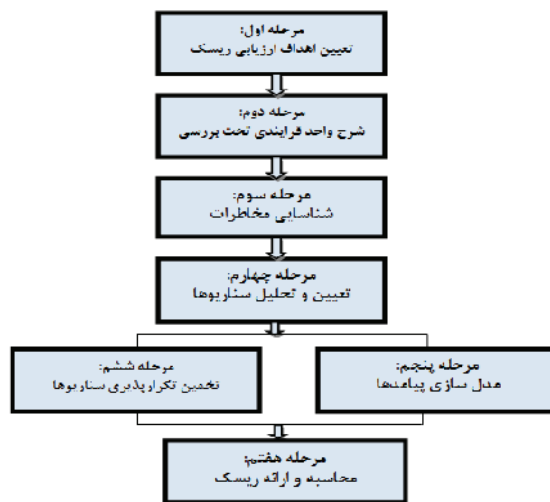 مرحله اول:
تعیین اهداف ارزیابی ریسک
مرحله دوم:
شرح واحد فرایندی تحت بررسی
مرحله سوم:
شناسایی مخاطرات
مرحله چهارم:
تعیین و تحلیل سناریوها
مرحله پنجم:
مدل سازی پیامدها
مرحله ششم:
تخمین تکرارپذیری سناریوها
مرحله هفتم:
محاسبه و ارائه ریسک